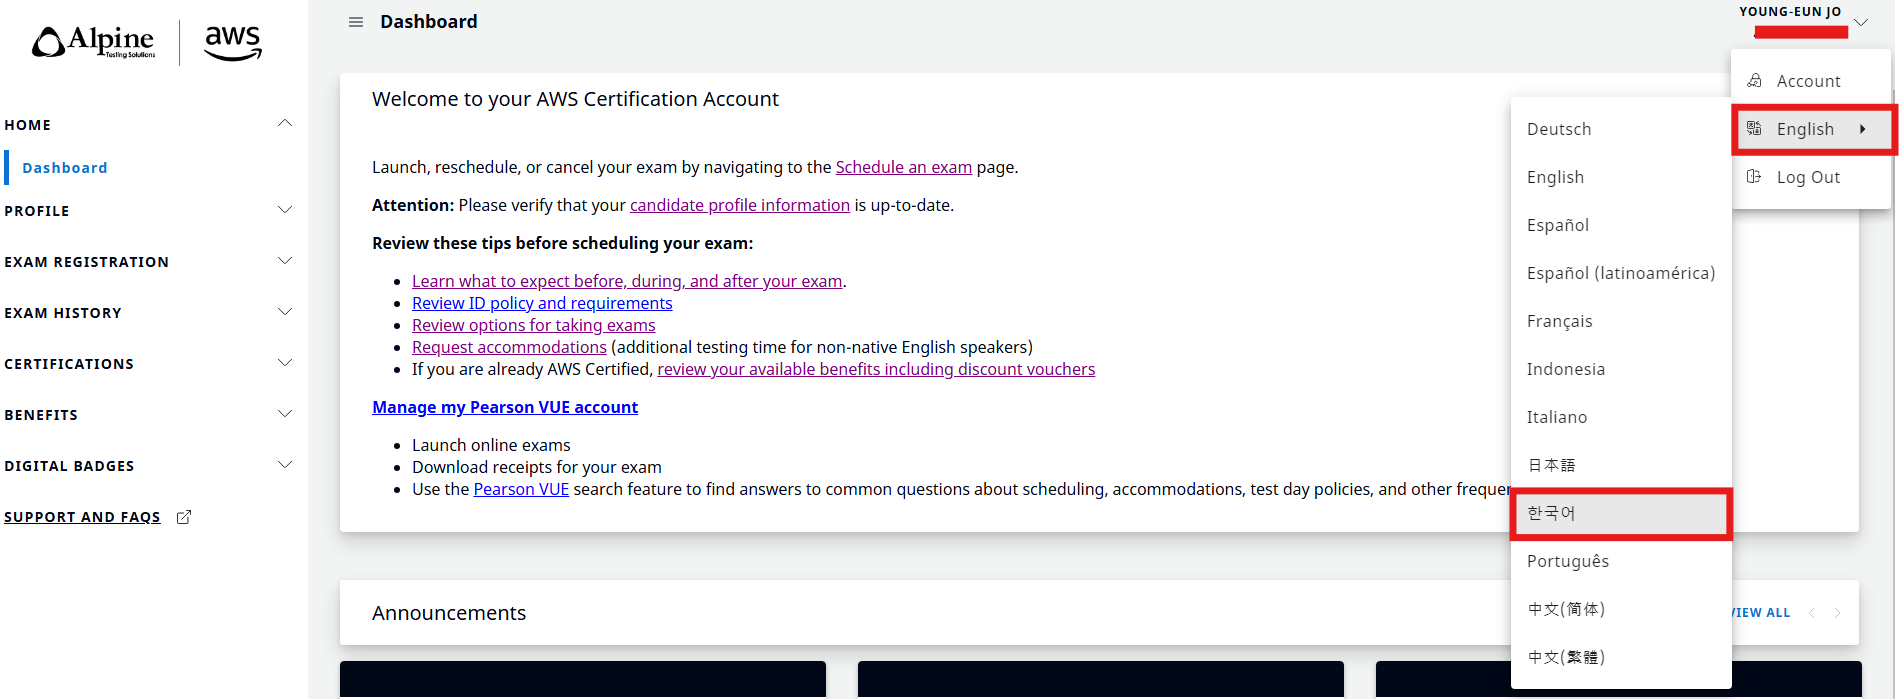 Alpine
Testing Solutions
aws
HOME
Dashboard
PROFILE
EXAM REGISTRATION
EXAM HISTORY
CERTIFICATIONS
BENEFITS
DIGITAL BADGES
SUPPORT AND FAQS
Dashboard
YOUNG-EUN JO
Account
English
Log Out
Deutsch
English
Español
Español (latinoamérica)
Français
Indonesia
Italiano
日本語
한국어
Português
中文(简体)
中文(繁體)
Welcome to your AWS Certification Account
Launch, reschedule, or cancel your exam by navigating to the Schedule an exam page.
Attention: Please verify that your candidate profile information is up-to-date.
Review these tips before scheduling your exam:
Learn what to expect before, during, and after your exam.
Review ID policy and requirements
Review options for taking exams
Request accommodations (additional testing time for non-native English speakers)
If you are already AWS Certified, review your available benefits including discount vouchers
Manage my Pearson VUE account
Launch online exams
Download receipts for your exam
Use the Pearson VUE search feature to find answers to common questions about scheduling, accommodations, test day policies, and other
Announcements
VIEW ALL